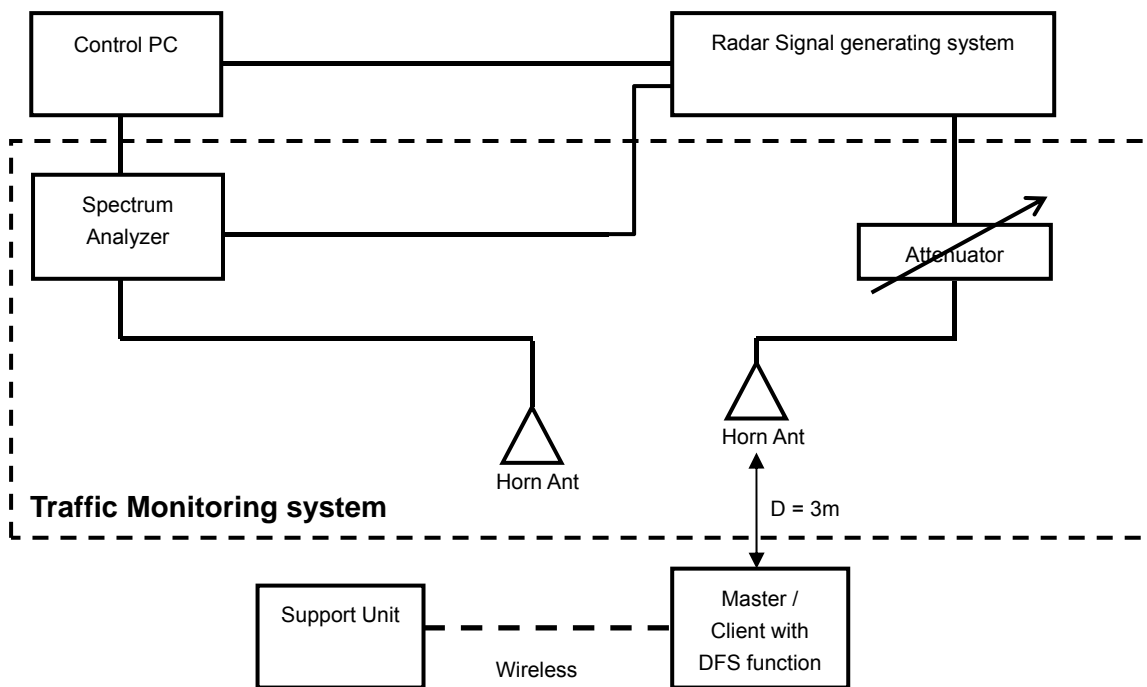 Control PC
Radar Signal generating system
Spectrum
Analyzer
Attenuator
Horn Ant
Horn Ant
Traffic Monitoring system
D = 3m
Support Unit
Wireless
Master /
Client with
DFS function